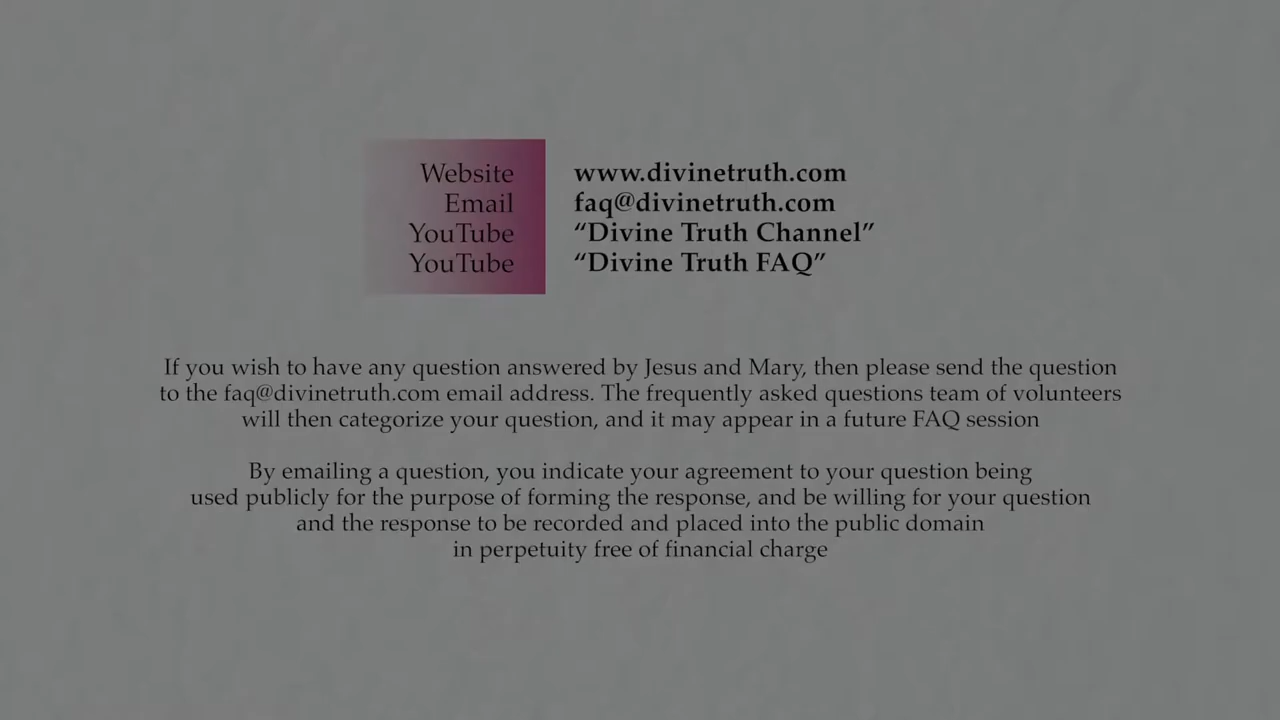 Website www.divinetruth.com
Email faq@divinetruth.com
YouTube “Divine Truth Channel”
YouTube “Divine Truth FAQ”
If you wish to have any question answered by Jesus and Mary, then please send the question
to the faq@divinetruth.com email address. The frequently asked questions team of volunteers
will then categorize your question, and it may appear in a future FAQ session
By emailing a question, you indicate your agreement to your question being
used publicly for the purpose of forming the response, and be willing for your question
and the response to be recorded and placed into the public domain
in perpetuity free of financial charge